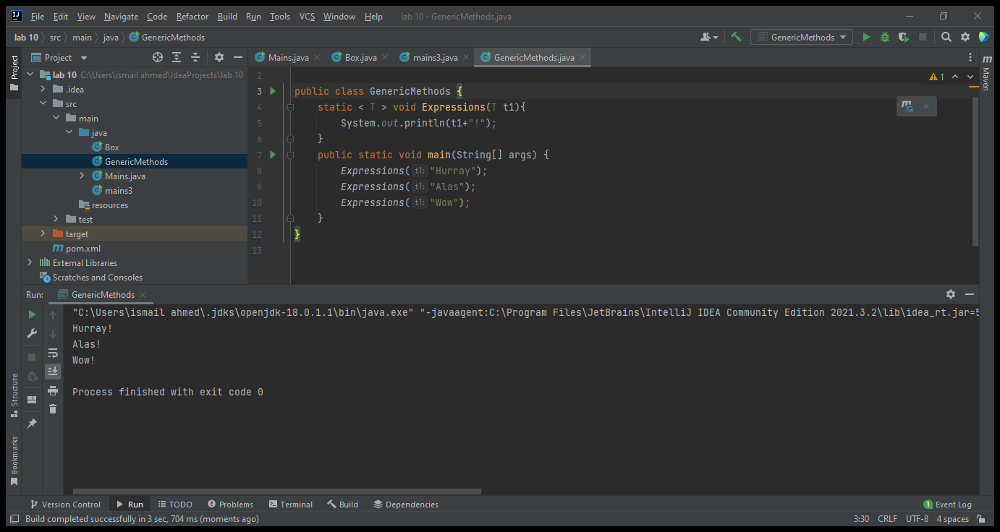 File Edit View Navigate Code Refactor Build Run Tools VCS Window Help lab 10 - GenericMethods.java
lab 10 src main java GenericMethods GenericMethods
Project
Mains.java Box.java mains3.java GenericMethods.java
Project
Structure
Bookmarks
m Maven
lab 10 C:\Users\ismail ahmed\IdeaProjects\lab 10
.idea
src
main
java
Box
GenericMethods
Mains.java
mains3
resources
test
target
pom.xml
External Libraries
Scratches and Consoles
1
2
3 public class GenericMethods {
4 static < T > void Expressions(T t1){
5 System.out.println(t1+"!");
6 }
7 public static void main(String[] args) {
8 Expressions( t1: "Hurray");
9 Expressions( t1: "Alas");
10 Expressions( t1: "Wow");
11 }
12 }
13
Run: GenericMethods
"C:\Users\ismail ahmed\.jdks\openjdk-18.0.1.1\bin\java.exe" "-javaagent:C:\Program Files\JetBrains\IntelliJ IDEA Community Edition 2021.3.2\lib\idea_rt.jar=5
Hurray!
Alas!
Wow!
Process finished with exit code 0
Version Control Run TODO Problems Terminal Build Dependencies 1 Event Log
Build completed successfully in 3 sec, 704 ms (moments ago) 3:30 CRLF UTF-8 4 spaces